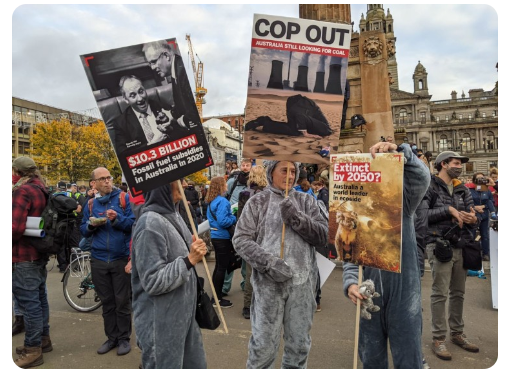 $10.3 BILLION
Fossil fuel subsidies
in Australia in 2020
COP OUT
AUSTRALIA STILL LOOKING FOR COAL
Extinct
by 2050?
Australia a
world leader
in ecocide